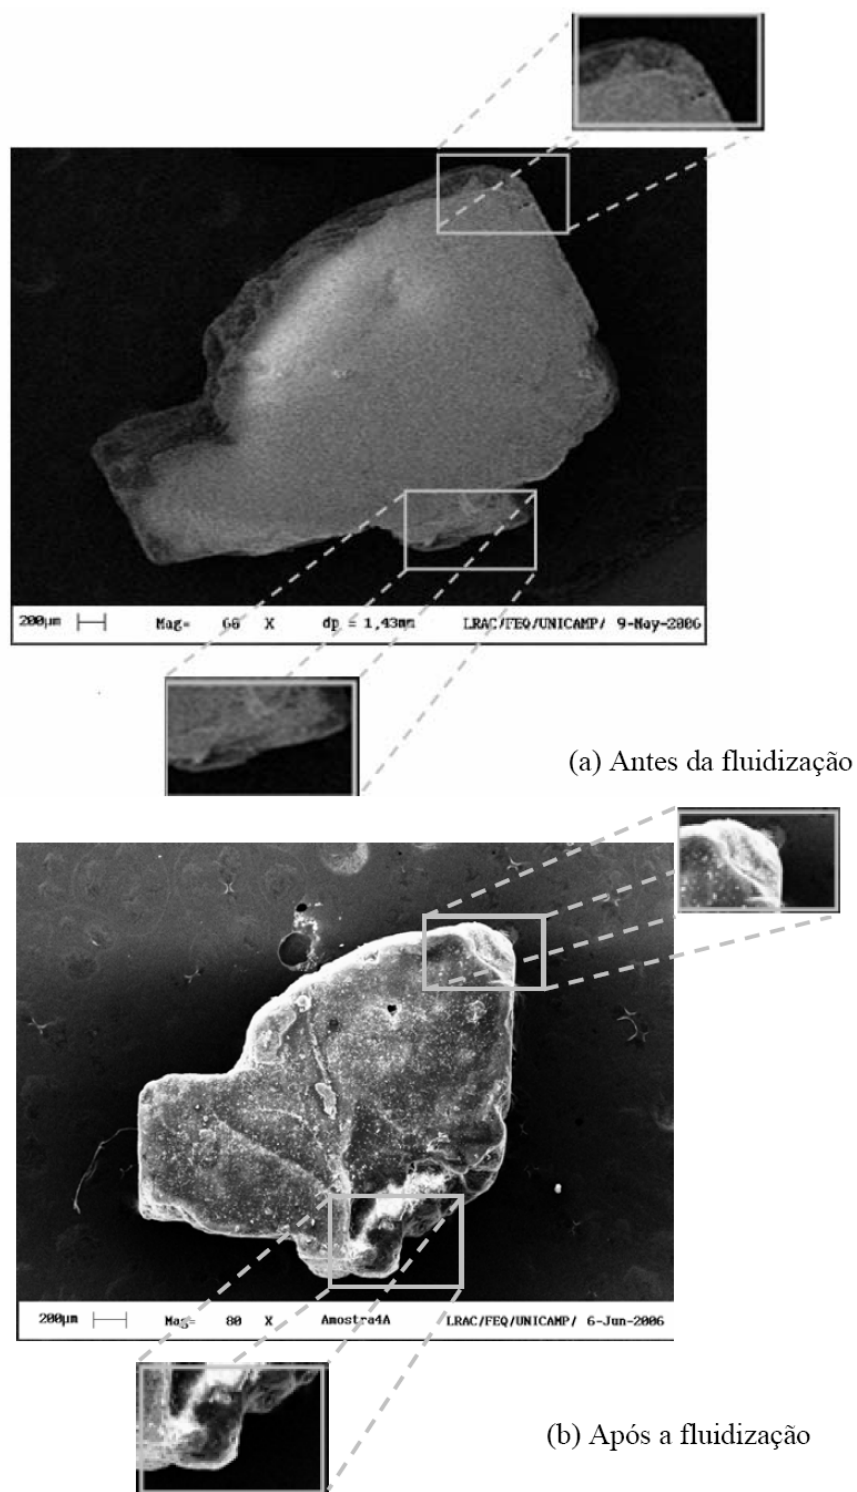 200µm Mag= 66 X dp = 1,43mm LRAC/FEQ/UNICAMP/ 9-May-2006
(a) Antes da fluidização
200µm Mag= 80 X Amostra4A LRAC/FEQ/UNICAMP/ 6-Jun-2006
(b) Após a fluidização